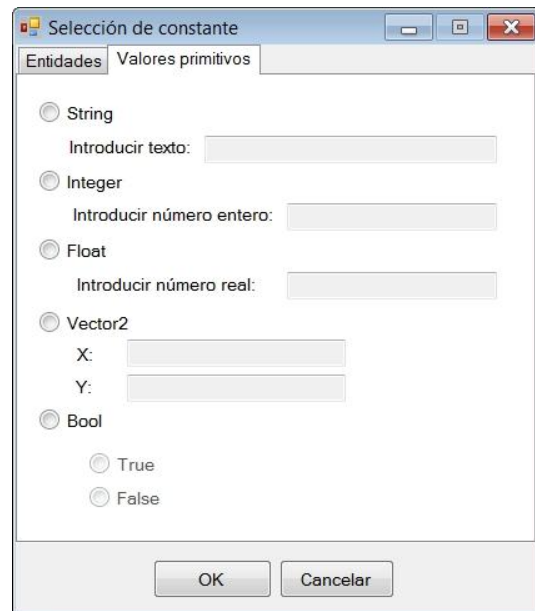 Selección de constante
Entidades Valores primitivos
String
Introducir texto:
Integer
Introducir número entero:
Float
Introducir número real:
Vector2
X:
Y:
Bool
True
False
OK Cancelar